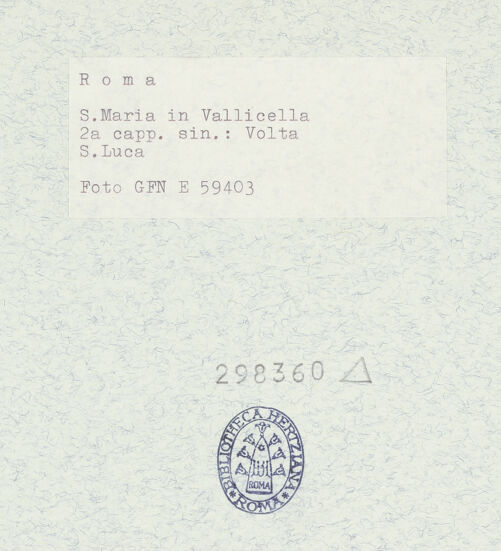 R o m a
S.Maria in Vallicella
2a capp. sin.: Volta
S.Luca
Foto GFN E 59403
298360
BIBLIOTHECA HERTZIANA
ROMA
* ROMA *